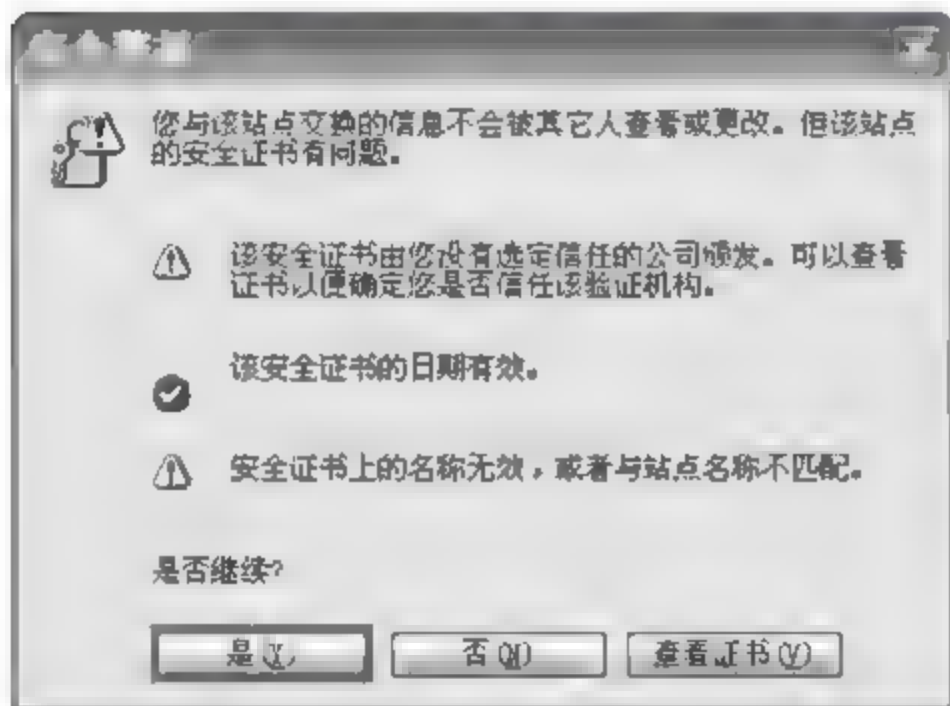 您与该站点交换的信息不会被其它人查看或更改。但该站点
的安全证书有问题。
该安全证书由您没有选定信任的公司颁发。可以查看
证书以便确定您是否信任该验证机构。
该安全证书的日期有效。
安全证书上的名称无效，或者与站点名称不匹配。
是否继续?
是(Y) 否(N) 查看证书(V)